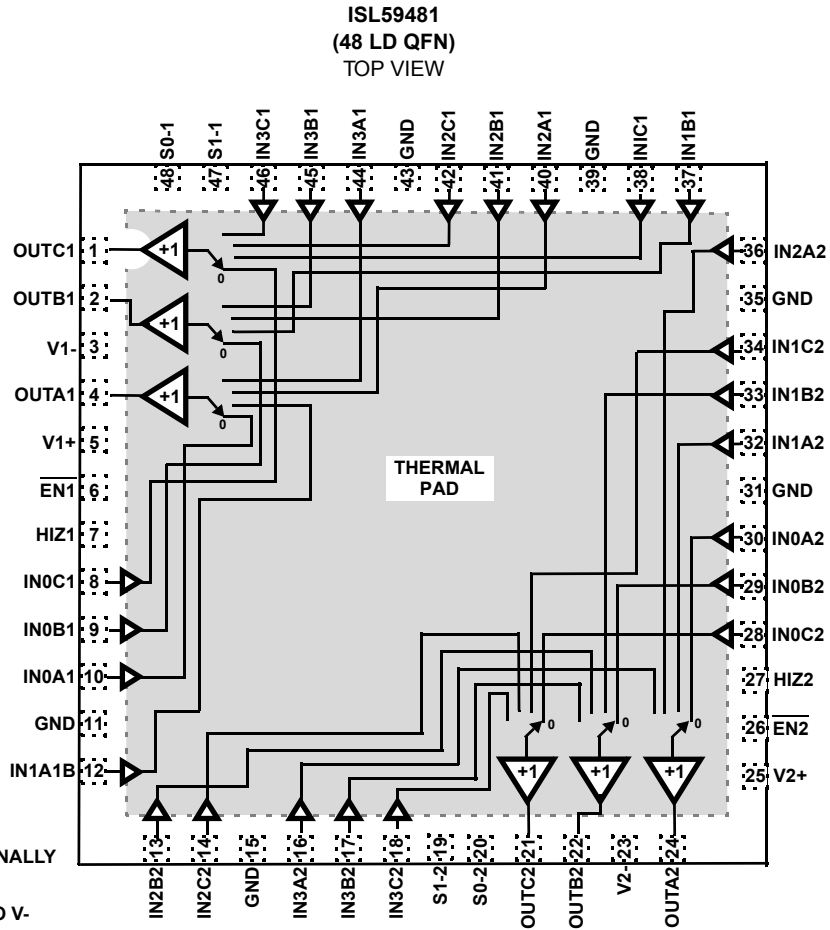 ISL59481
(48 LD QFN)
TOP VIEW
48 S0-1
47 S1-1
46 IN3C1
45 IN3B1
44 IN3A1
43 GND
42 IN2C1
41 IN2B1
40 IN2A1
39 GND
38 INIC1
37 IN1B1
OUTC1 1
OUTB1 2
V1- 3
OUTA1 4
V1+ 5
EN1 6
HIZ1 7
IN0C1 8
IN0B1 9
IN0A1 10
GND 11
IN1A1B 12
+1
0
+1
0
+1
0
THERMAL
PAD
36 IN2A2
35 GND
34 IN1C2
33 IN1B2
32 IN1A2
31 GND
30 IN0A2
29 IN0B2
28 IN0C2
27 HIZ2
26 EN2
25 V2+
0
0
0
+1
+1
+1
IN2B2 13
IN2C2 14
GND 15
IN3A2 16
IN3B2 17
IN3C2 18
S1-2 19
S0-2 20
OUTC2 21
OUTB2 22
V2- 23
OUTA2 24
NALLY
V-